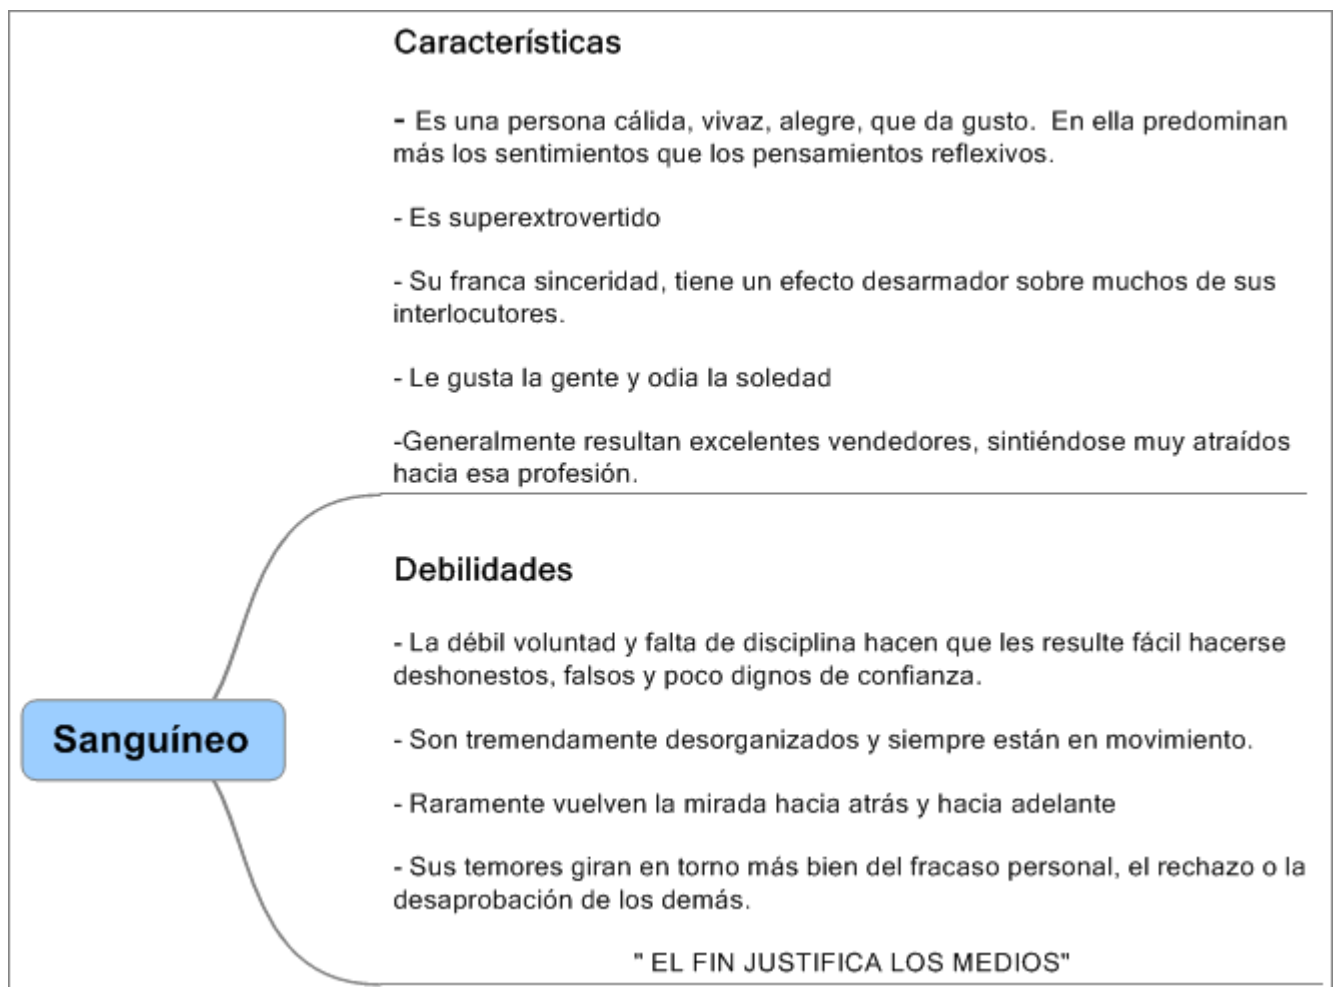 Características
- Es una persona cálida, vivaz, alegre, que da gusto.  En ella predominan
más los sentimientos que los pensamientos reflexivos.
- Es superextrovertido
- Su franca sinceridad, tiene un efecto desarmador sobre muchos de sus
interlocutores.
- Le gusta la gente y odia la soledad
-Generalmente resultan excelentes vendedores, sintiéndose muy atraídos
hacia esa profesión.
Sanguíneo
Debilidades
- La débil voluntad y falta de disciplina hacen que les resulte fácil hacerse
deshonestos, falsos y poco dignos de confianza.
- Son tremendamente desorganizados y siempre están en movimiento.
- Raramente vuelven la mirada hacia atrás y hacia adelante
- Sus temores giran en torno más bien del fracaso personal, el rechazo o la
desaprobación de los demás.
" EL FIN JUSTIFICA LOS MEDIOS"